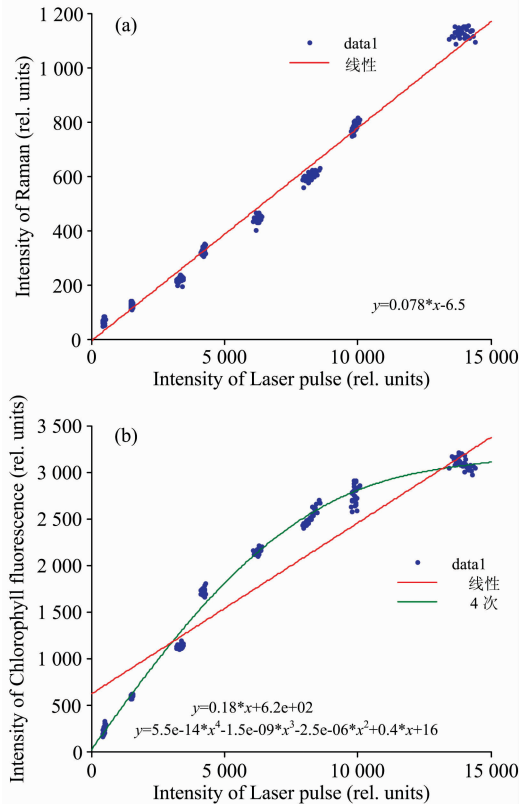 (a)
Intensity of Raman (rel. units)
1 200
1 000
800
600
400
200
0
data1
线性
y=0.078*x-6.5
0
5 000
10 000
15 000
Intensity of Laser pulse (rel. units)
(b)
Intensity of Chlorophyll fluorescence (rel. units)
3 500
3 000
2 500
2 000
1 500
1 000
500
0
data1
线性
4 次
y=0.18*x+6.2e+02
y=5.5e-14*x⁴-1.5e-09*x³-2.5e-06*x²+0.4*x+16
0
5 000
10 000
15 000
Intensity of Laser pulse (rel. units)